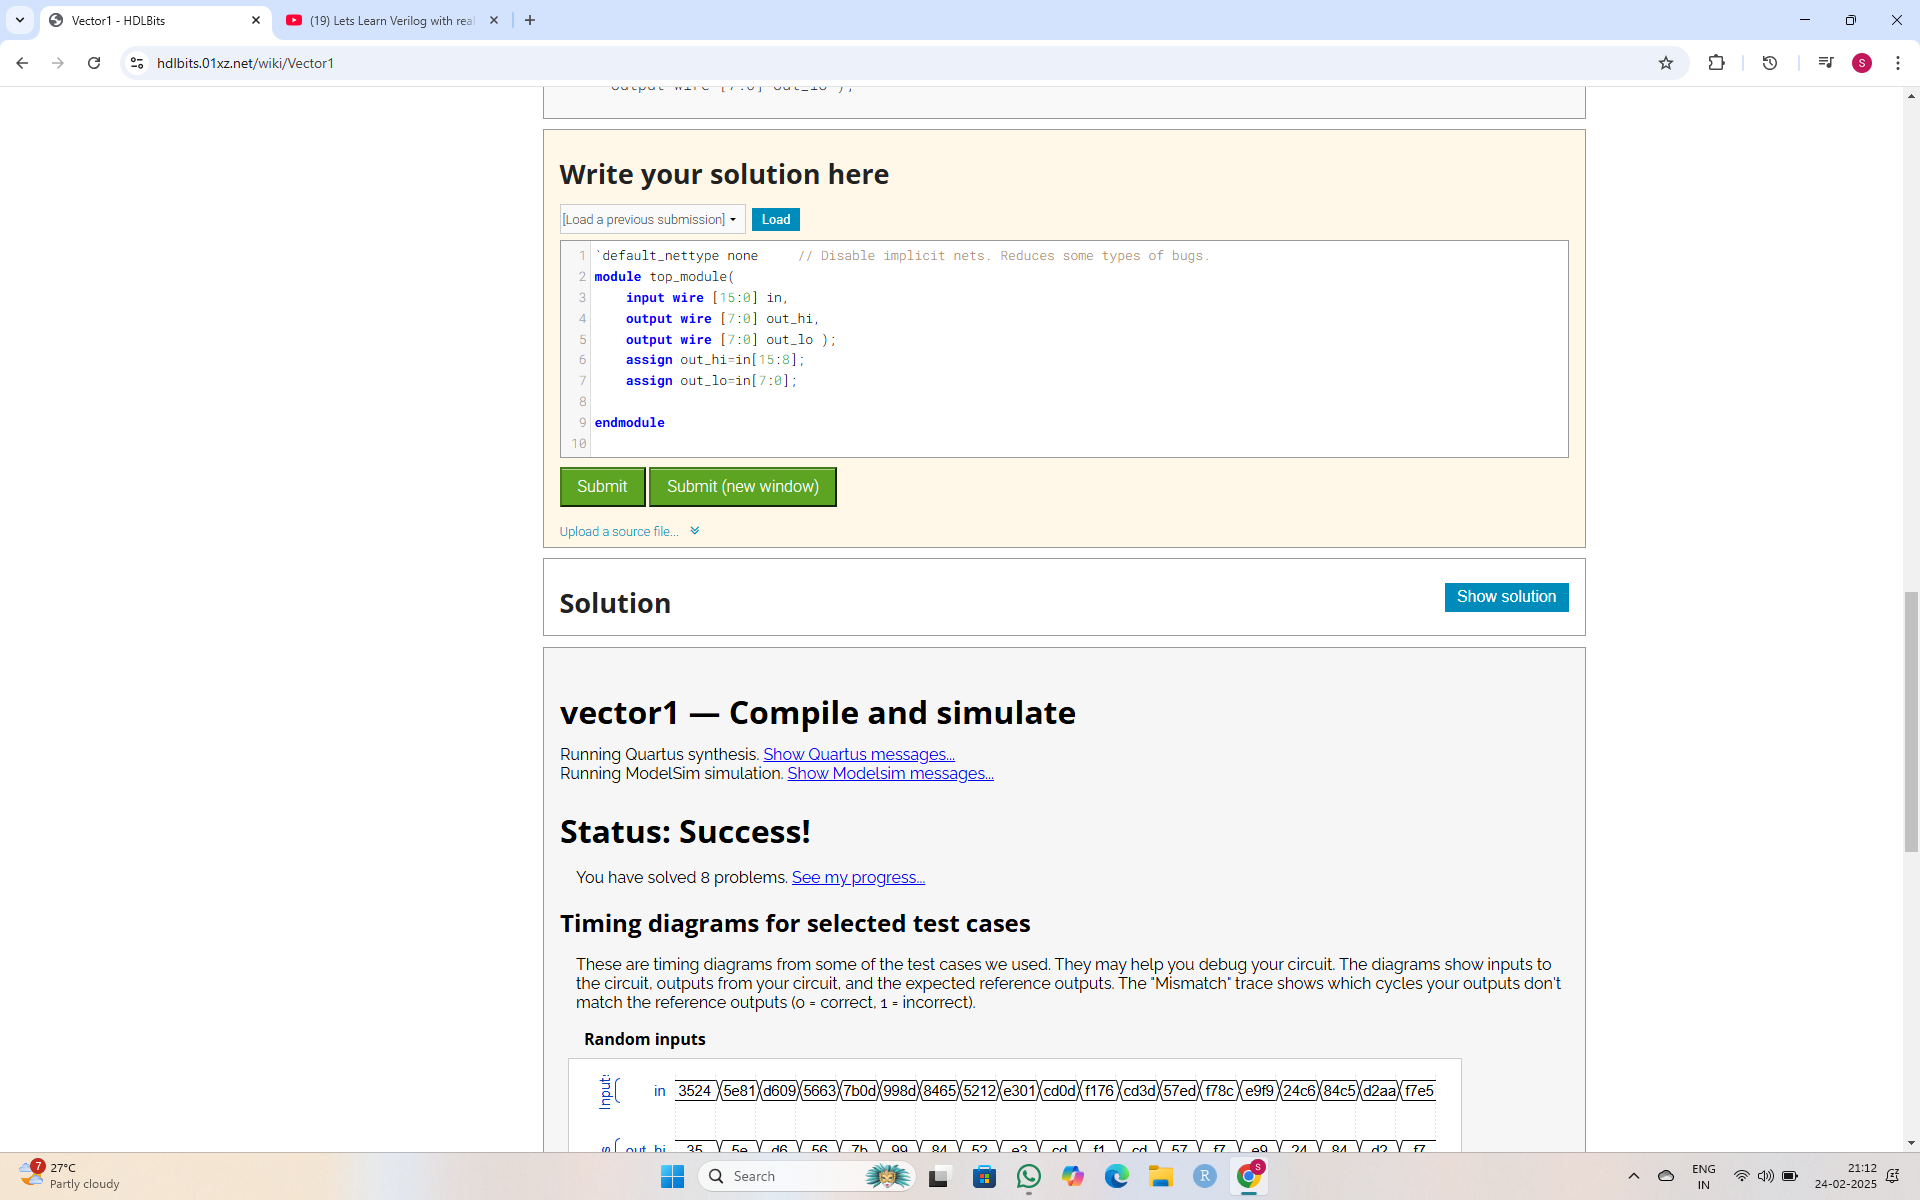 Vector1 - HDLBits
(19) Lets Learn Verilog with rea
hdlbits.01xz.net/wiki/Vector1
S
output wire [7:0] out_lo );
Write your solution here
[Load a previous submission]
Load
1 `default_nettype none     // Disable implicit nets. Reduces some types of bugs.
2 module top_module(
3     input wire [15:0] in,
4     output wire [7:0] out_hi,
5     output wire [7:0] out_lo );
6     assign out_hi=in[15:8];
7     assign out_lo=in[7:0];
8
9 endmodule
10
Submit
Submit (new window)
Upload a source file...
Solution
Show solution
vector1 — Compile and simulate
Running Quartus synthesis. Show Quartus messages...
Running ModelSim simulation. Show Modelsim messages...
Status: Success!
You have solved 8 problems. See my progress...
Timing diagrams for selected test cases
These are timing diagrams from some of the test cases we used. They may help you debug your circuit. The diagrams show inputs to
the circuit, outputs from your circuit, and the expected reference outputs. The "Mismatch" trace shows which cycles your outputs don't
match the reference outputs (0 = correct, 1 = incorrect).
Random inputs
in 3524 5e81 d609 5663 7b0d 998d 8465 5212 e301 cd0d f176 cd3d 57ed f78c e9f9 24c6 84c5 d2aa f7e5
out_hi 35 5e d6 56 7b 99 84 52 e3 cd f1 cd 57 f7 e9 24 84 d2 f7
7
27°C
Partly cloudy
Search
R
S
ENG
IN
21:12
24-02-2025